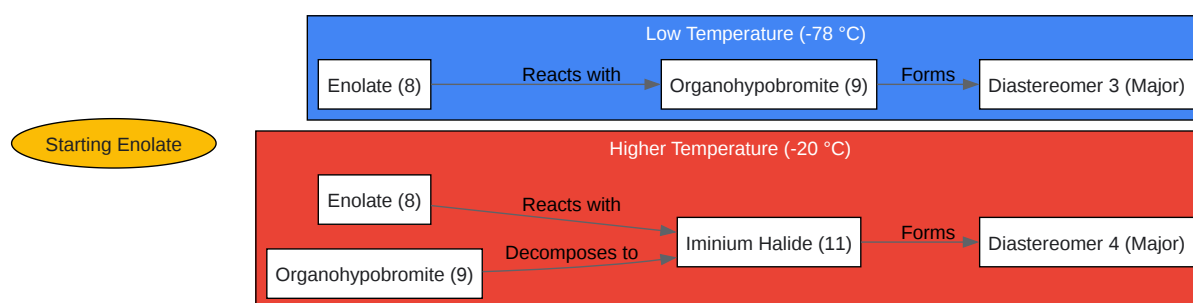 Low Temperature (-78 °C)
Enolate (8)
Reacts with
Organohypobromite (9)
Forms
Diastereomer 3 (Major)
Starting Enolate
Higher Temperature (-20 °C)
Enolate (8)
Reacts with
Organohypobromite (9)
Decomposes to
Iminium Halide (11)
Forms
Diastereomer 4 (Major)